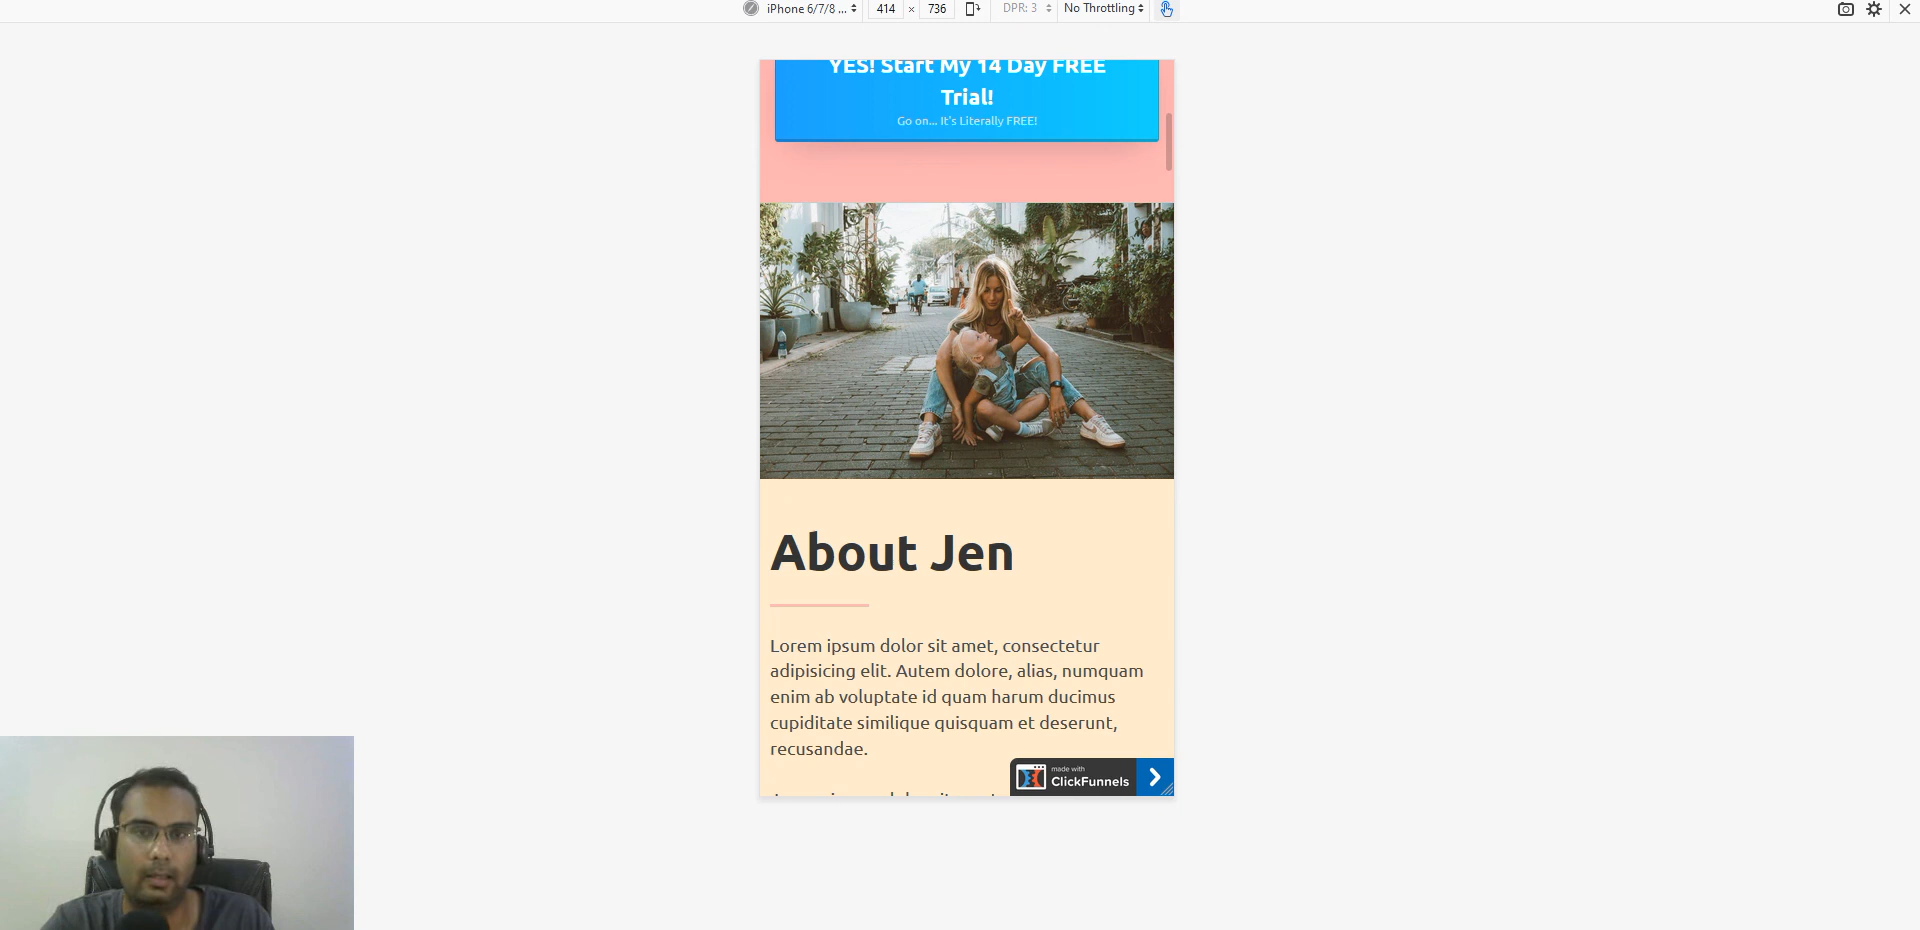 iPhone 6/7/8 ... 414 × 736 DPR: 3 No Throttling
YES! Start My 14 Day FREE
Trial!
Go on... It's Literally FREE!
About Jen
Lorem ipsum dolor sit amet, consectetur
adipisicing elit. Autem dolore, alias, numquam
enim ab voluptate id quam harum ducimus
cupiditate similique quisquam et deserunt,
recusandae.
made with
ClickFunnels